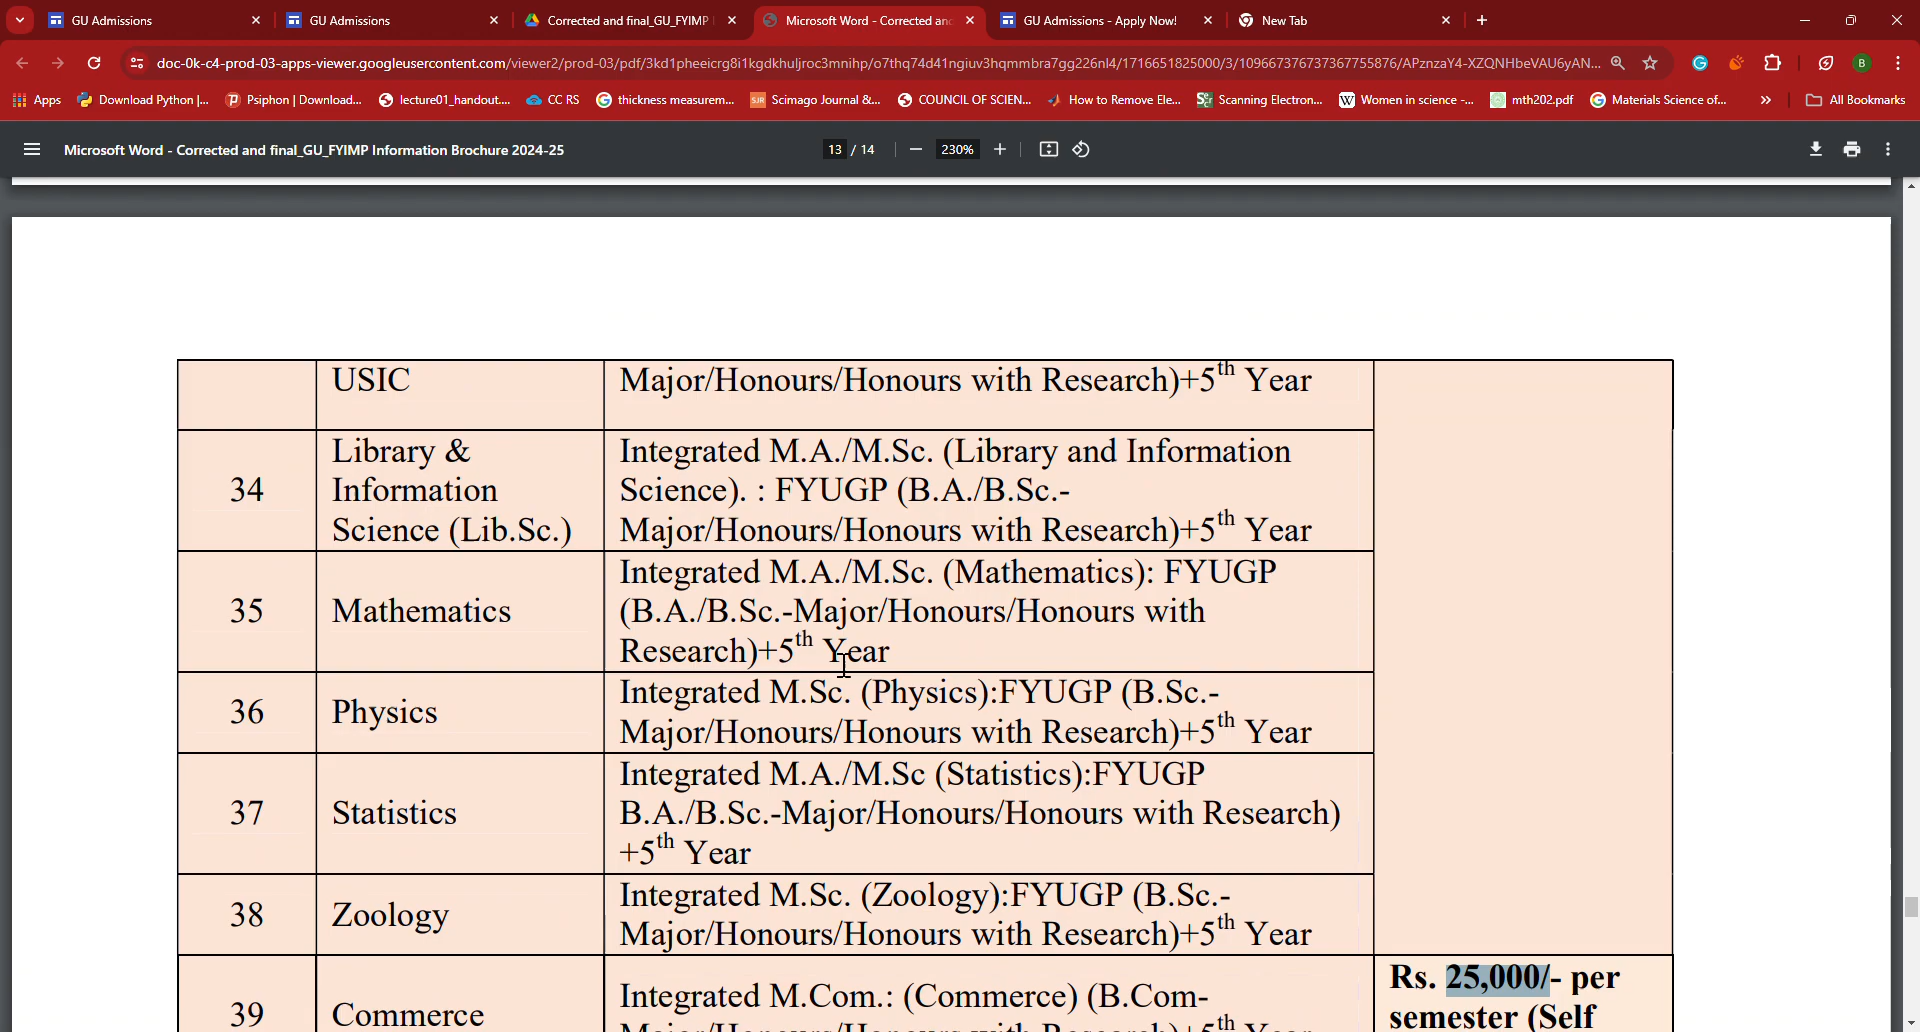 GU Admissions
GU Admissions
Corrected and final_GU_FYIMP
Microsoft Word - Corrected and
GU Admissions - Apply Now!
New Tab
doc-0k-c4-prod-03-apps-viewer.googleusercontent.com/viewer2/prod-03/pdf/3kd1pheeicrg8i1kgdkhuljroc3mnihp/o7thq74d41ngiuv3hqmmbra7gg226nl4/1716651825000/3/109667376737367755876/APznzaY4-XZQNHbeVAU6yAN...
B
Apps
Download Python |...
Psiphon | Download...
lecture01_handout....
CC RS
thickness measurem...
SJR
Scimago Journal &...
COUNCIL OF SCIEN...
How to Remove Ele...
Scanning Electron...
W
Women in science -...
mth202.pdf
Materials Science of...
All Bookmarks
Microsoft Word - Corrected and final_GU_FYIMP Information Brochure 2024-25
13 / 14
230%
USIC
Major/Honours/Honours with Research)+5th Year
34
Library &
Information
Science (Lib.Sc.)
Integrated M.A./M.Sc. (Library and Information
Science). : FYUGP (B.A./B.Sc.-
Major/Honours/Honours with Research)+5th Year
35
Mathematics
Integrated M.A./M.Sc. (Mathematics): FYUGP
(B.A./B.Sc.-Major/Honours/Honours with
Research)+5th Year
36
Physics
Integrated M.Sc. (Physics):FYUGP (B.Sc.-
Major/Honours/Honours with Research)+5th Year
37
Statistics
Integrated M.A./M.Sc (Statistics):FYUGP
B.A./B.Sc.-Major/Honours/Honours with Research)
+5th Year
38
Zoology
Integrated M.Sc. (Zoology):FYUGP (B.Sc.-
Major/Honours/Honours with Research)+5th Year
39
Commerce
Integrated M.Com.: (Commerce) (B.Com-
Major/Honours/Honours with Research)+5th Year
Rs. 25,000/- per
semester (Self